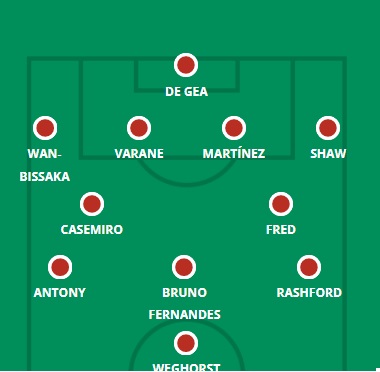 DE GEA
WAN-
BISSAKA
VARANE
MARTÍNEZ
SHAW
CASEMIRO
FRED
ANTONY
BRUNO
FERNANDES
RASHFORD
WEGHORST